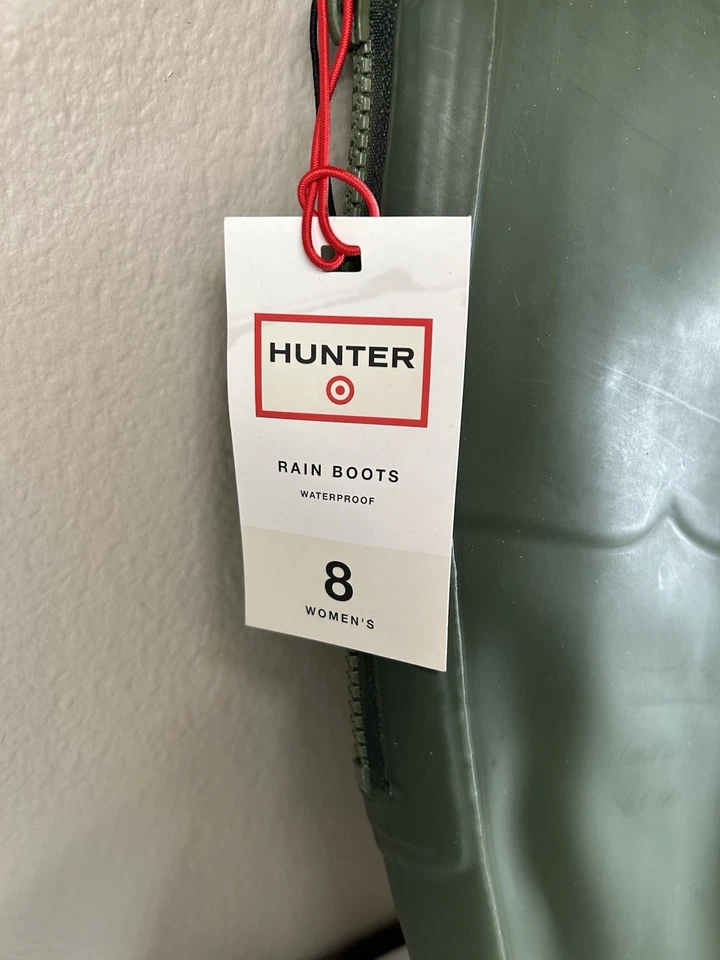 HUNTER
RAIN BOOTS
WATERPROOF
8
WOMEN'S